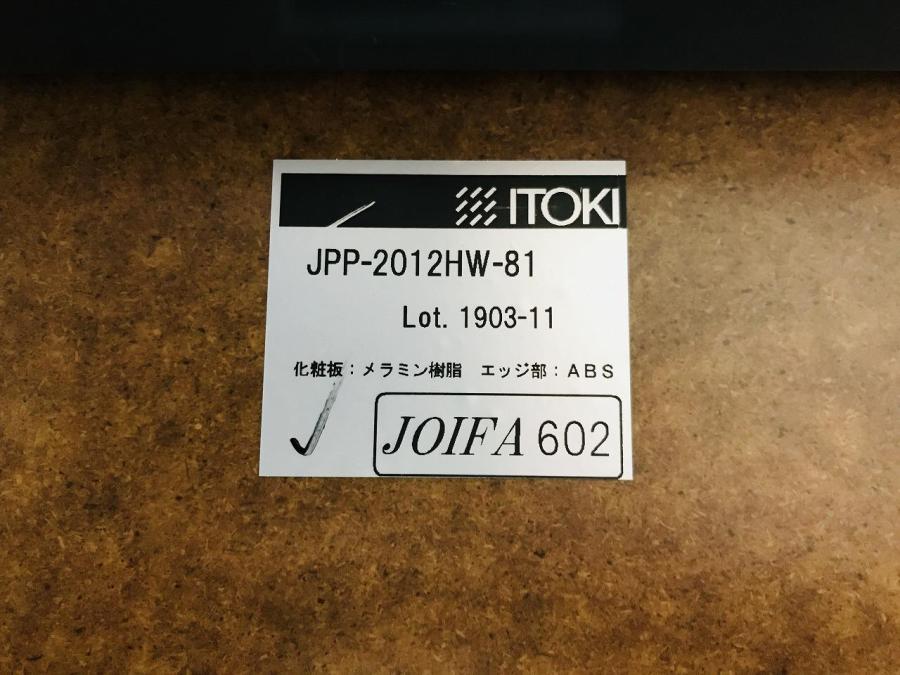 ITOKI
JPP-2012HW-81
Lot. 1903-11
化粧板:メラミン樹脂　エッジ部:ABS
JOIFA 602